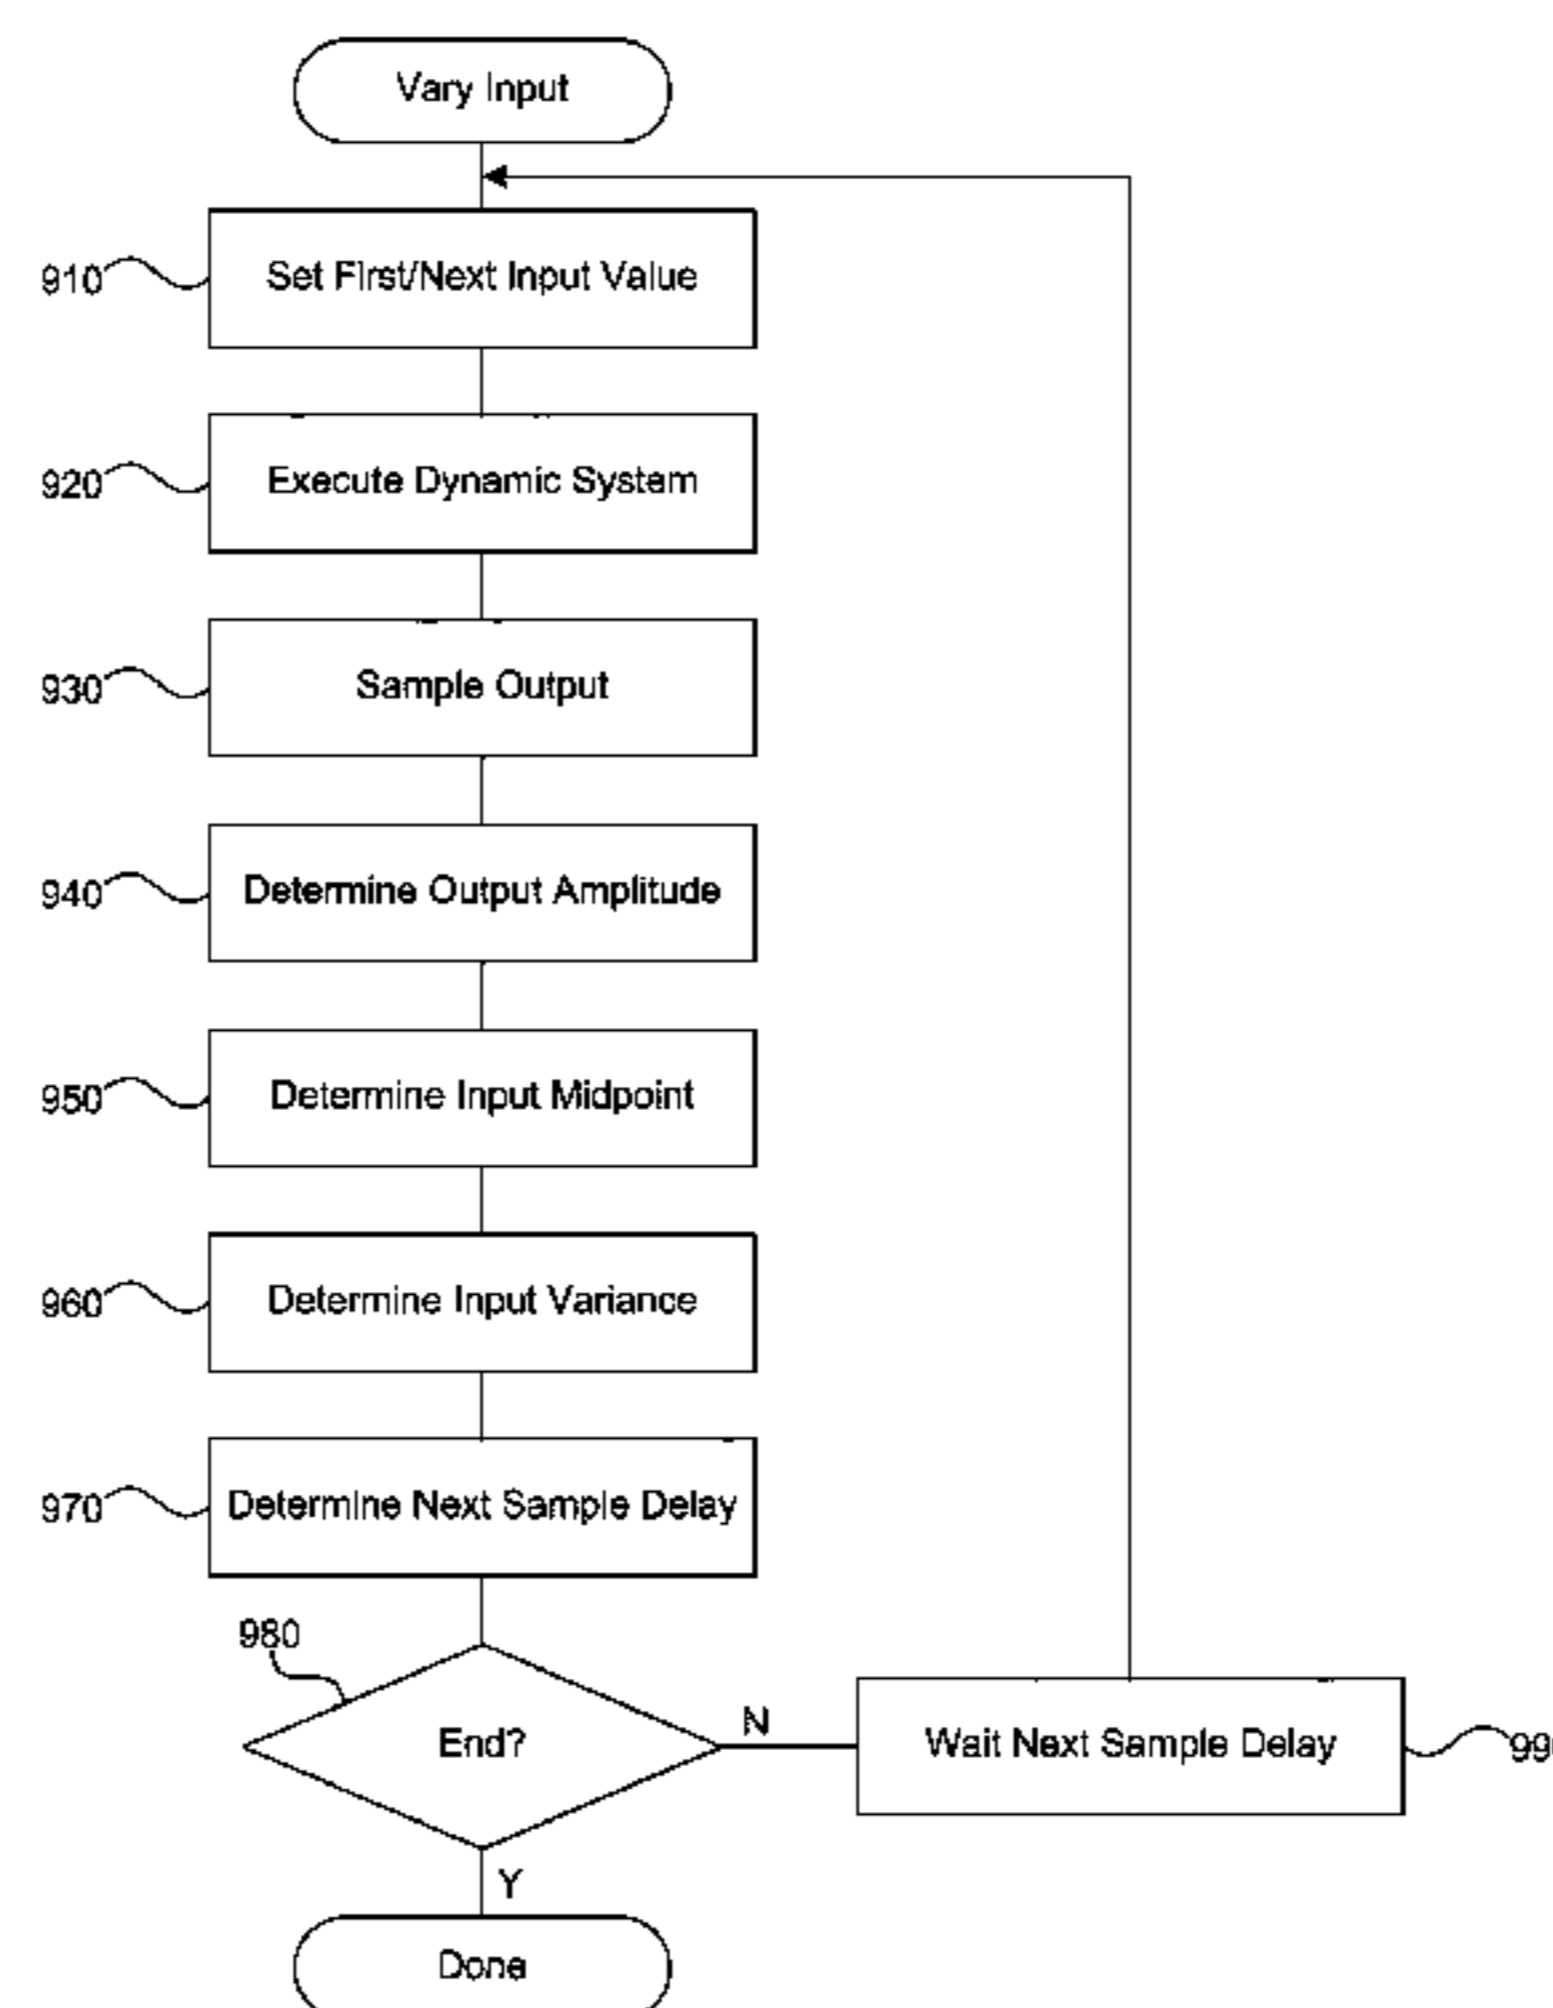 Vary Input
910
Set First/Next Input Value
920
Execute Dynamic System
930
Sample Output
940
Determine Output Amplitude
950
Determine Input Midpoint
960
Determine Input Variance
970
Determine Next Sample Delay
980
End?
N
Wait Next Sample Delay
Y
Done